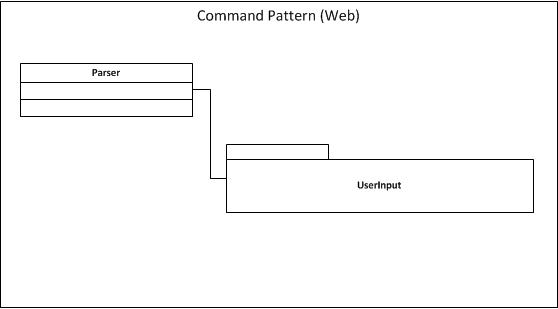 Command Pattern (Web)
Parser
UserInput